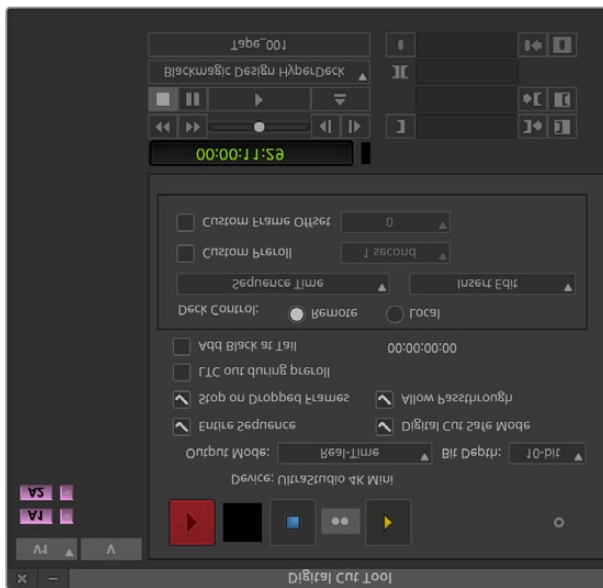 Digital Cut Tool
V1 V
A1
A2
Device: UltraStudio 4K Mini
Output Mode: Real-Time Bit Depth: 10-bit
Entire Sequence Digital Cut Safe Mode
Stop on Dropped Frames Allow Passthrough
LTC out during preroll
Add Black at Tail 00:00:00:00
Deck Control: Remote Local
Sequence Time Insert Edit
Custom Preroll 1 second
Custom Frame Offset 0
00:00:11:29
Blackmagic Design HyperDeck
Tape_001